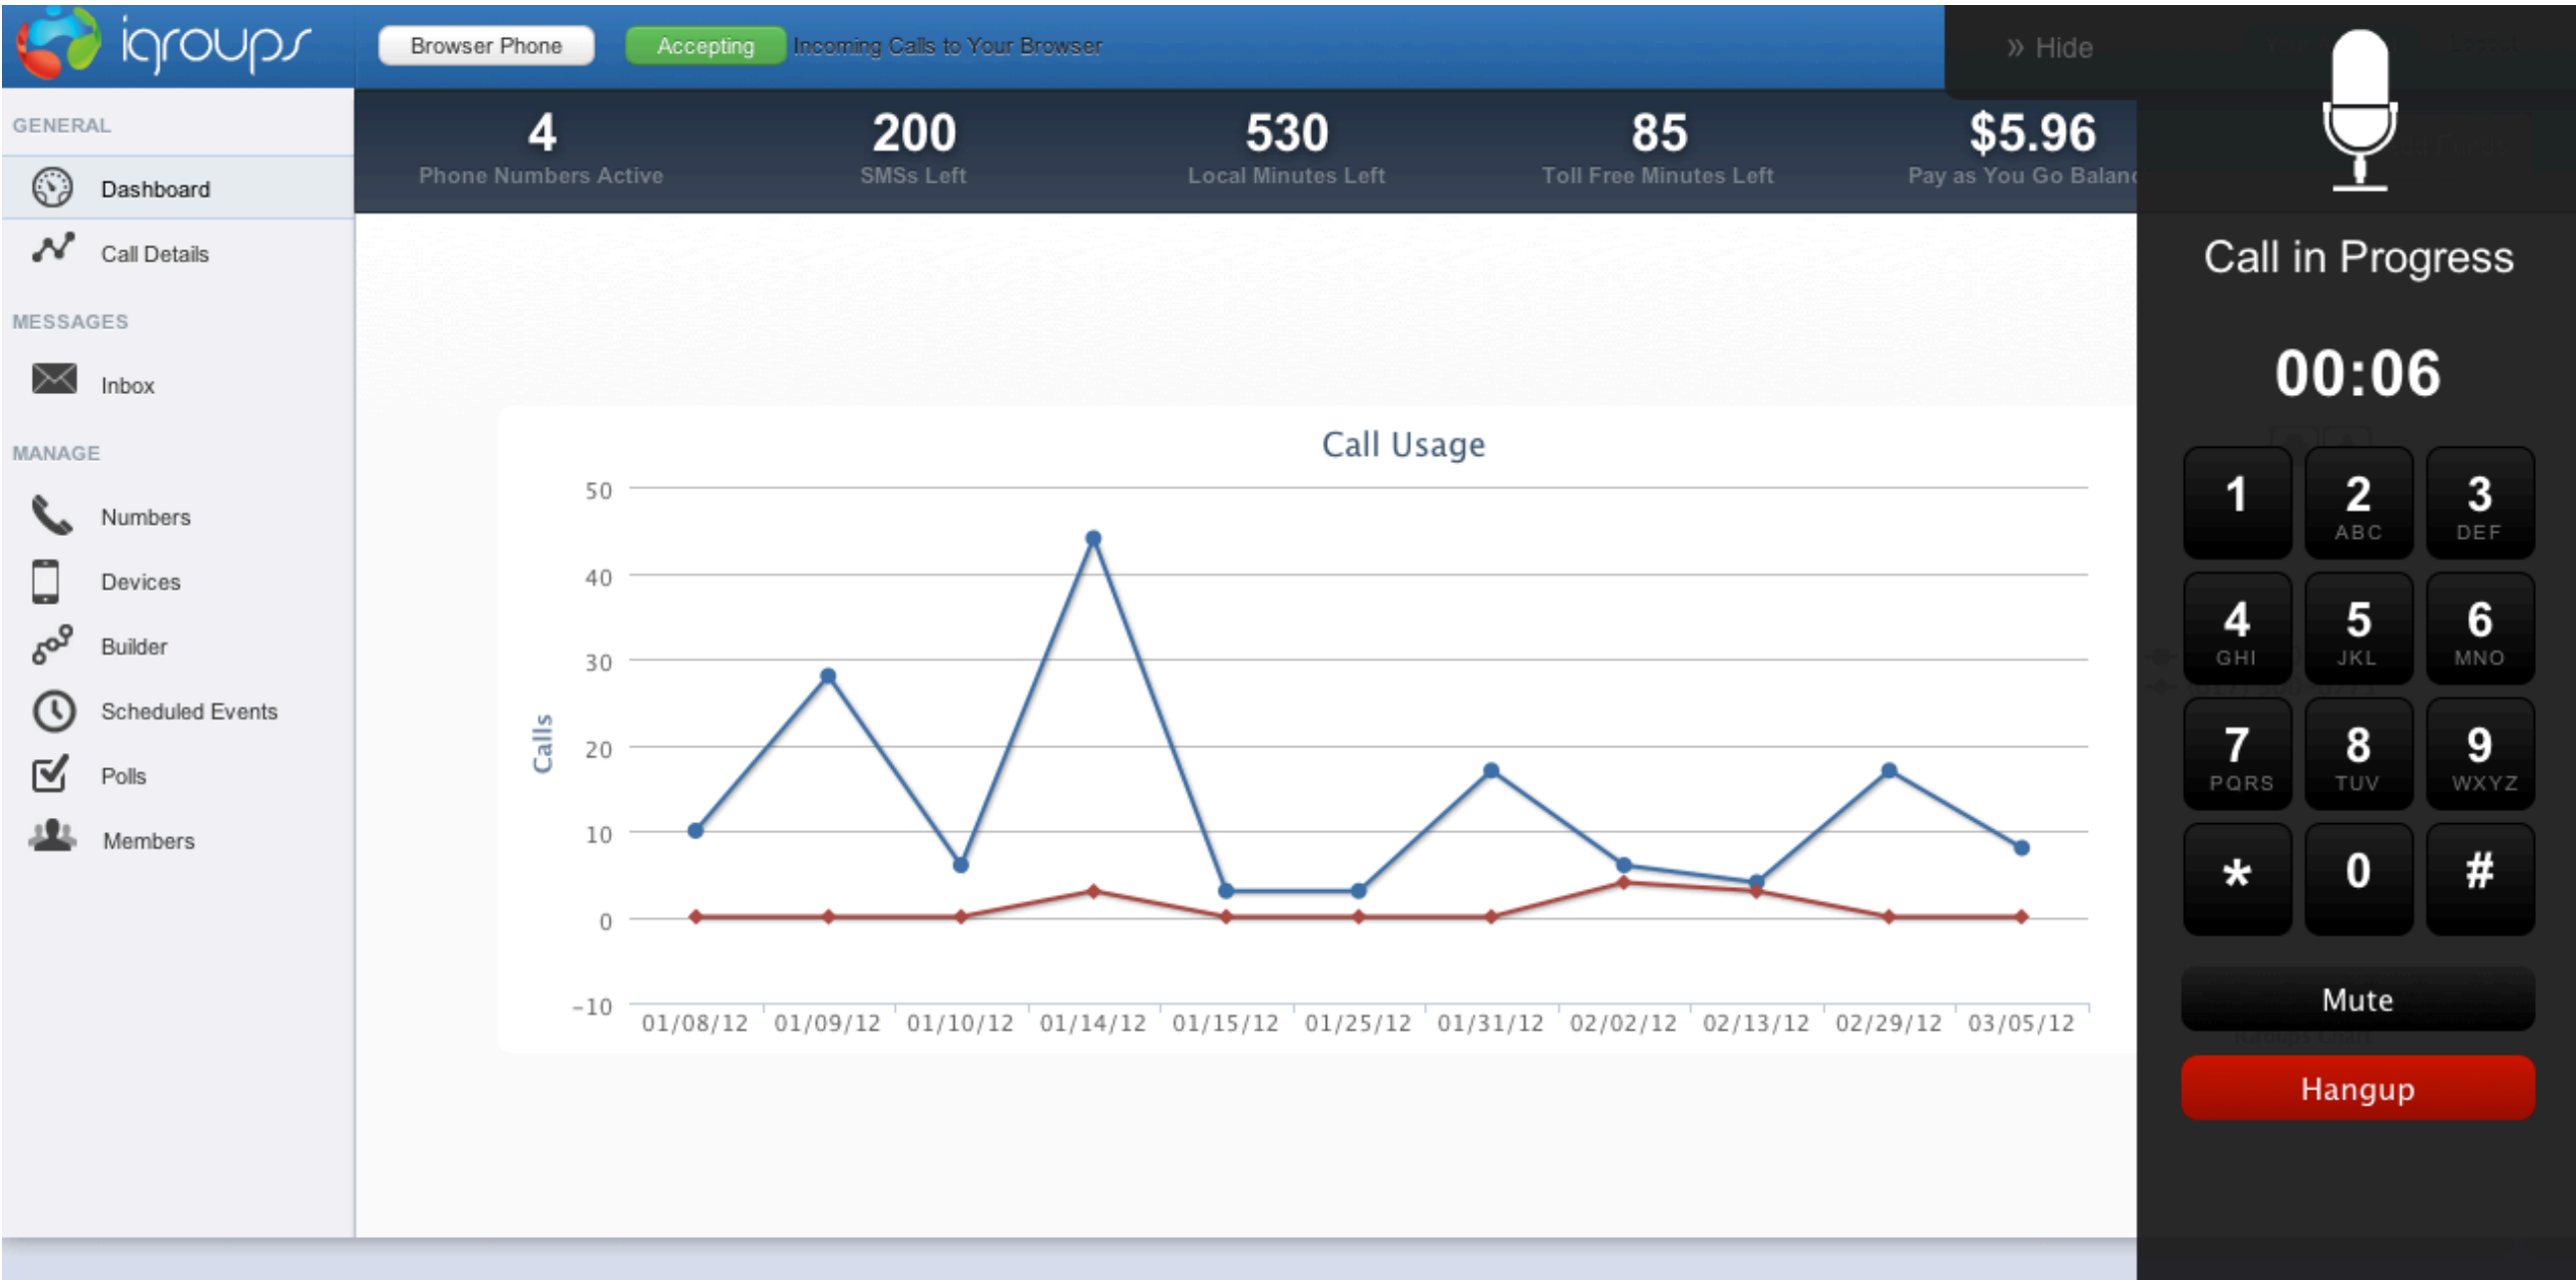 iqroups
Browser Phone
Accepting
Incoming Calls to Your Browser
» Hide
4
Phone Numbers Active
200
SMSs Left
530
Local Minutes Left
85
Toll Free Minutes Left
$5.96
Pay as You Go Balanc
GENERAL
Dashboard
Call Details
MESSAGES
Inbox
MANAGE
Numbers
Devices
Builder
Scheduled Events
Polls
Members
Call Usage
Calls
50
40
30
20
10
0
-10
01/08/12 01/09/12 01/10/12 01/14/12 01/15/12 01/25/12 01/31/12 02/02/12 02/13/12 02/29/12 03/05/12
Call in Progress
00:06
1 2 3
ABC DEF
4 5 6
GHI JKL MNO
7 8 9
PQRS TUV WXYZ
* 0 #
Mute
Hangup